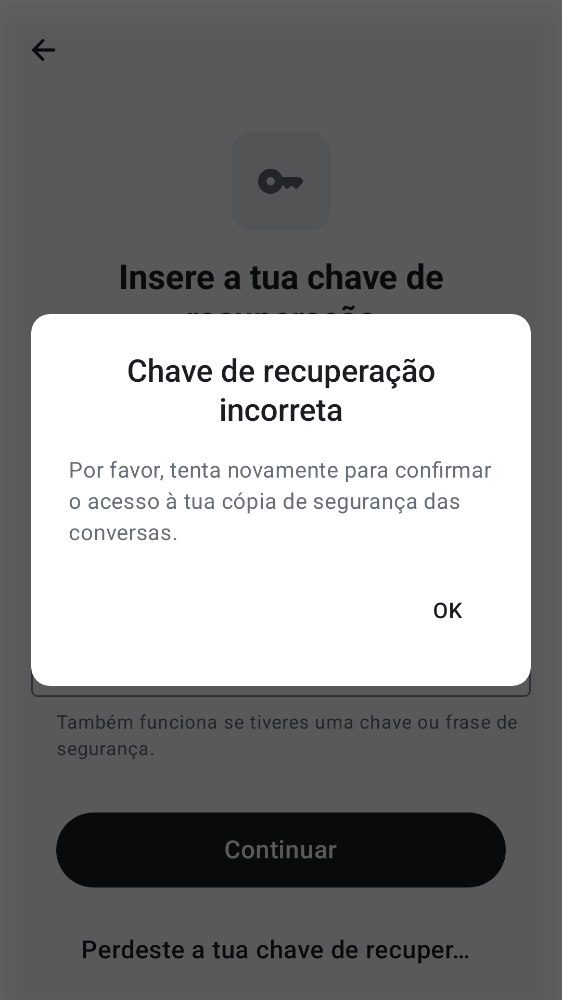 Insere a tua chave de
Chave de recuperação
incorreta
Por favor, tenta novamente para confirmar
o acesso à tua cópia de segurança das
conversas.
OK
Também funciona se tiveres uma chave ou frase de
segurança.
Continuar
Perdeste a tua chave de recuper…